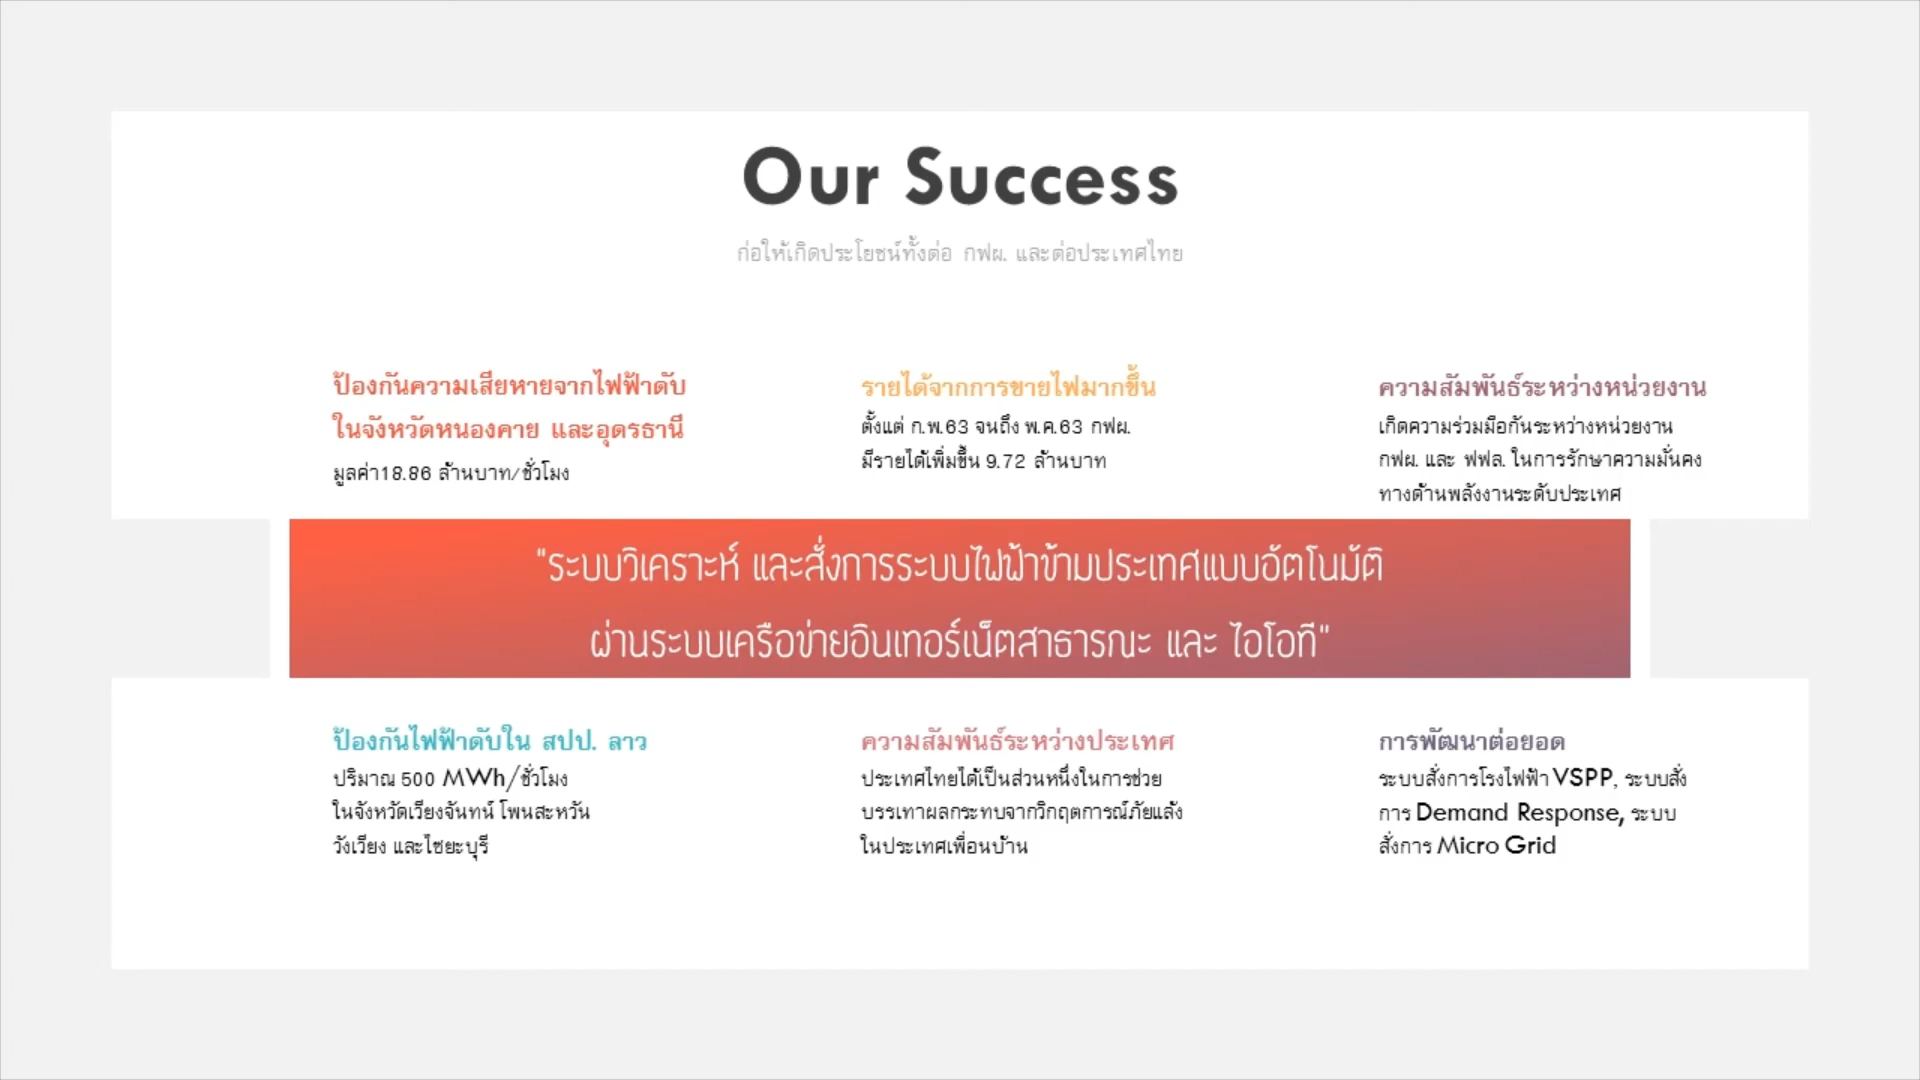 Our Success
ก่อให้เกิดประโยชน์ทั้งต่อ กฟผ. และต่อประเทศไทย
ป้องกันความเสียหายจากไฟฟ้าดับ
ในจังหวัดหนองคาย และอุดรธานี
มูลค่า18.86 ล้านบาท/ชั่วโมง
รายได้จากการขายไฟมากขึ้น
ตั้งแต่ ก.พ.63 จนถึง พ.ค.63 กฟผ.
มีรายได้เพิ่มขึ้น 9.72 ล้านบาท
ความสัมพันธ์ระหว่างหน่วยงาน
เกิดความร่วมมือกันระหว่างหน่วยงาน
กฟผ. และ ฟฟล. ในการรักษาความมั่นคง
ทางด้านพลังงานระดับประเทศ
"ระบบวิเคราะห์ และสั่งการระบบไฟฟ้าข้ามประเทศแบบอัตโนมัติ
ผ่านระบบเครือข่ายอินเทอร์เน็ตสาธารณะ และ ไอโอที"
ป้องกันไฟฟ้าดับใน สปป. ลาว
ปริมาณ 500 MWh/ชั่วโมง
ในจังหวัดเวียงจันทน์ โพนสะหวัน
วังเวียง และไชยะบุรี
ความสัมพันธ์ระหว่างประเทศ
ประเทศไทยได้เป็นส่วนหนึ่งในการช่วย
บรรเทาผลกระทบจากวิกฤตการณ์ภัยแล้ง
ในประเทศเพื่อนบ้าน
การพัฒนาต่อยอด
ระบบสั่งการโรงไฟฟ้า VSPP, ระบบสั่ง
การ Demand Response, ระบบ
สั่งการ Micro Grid